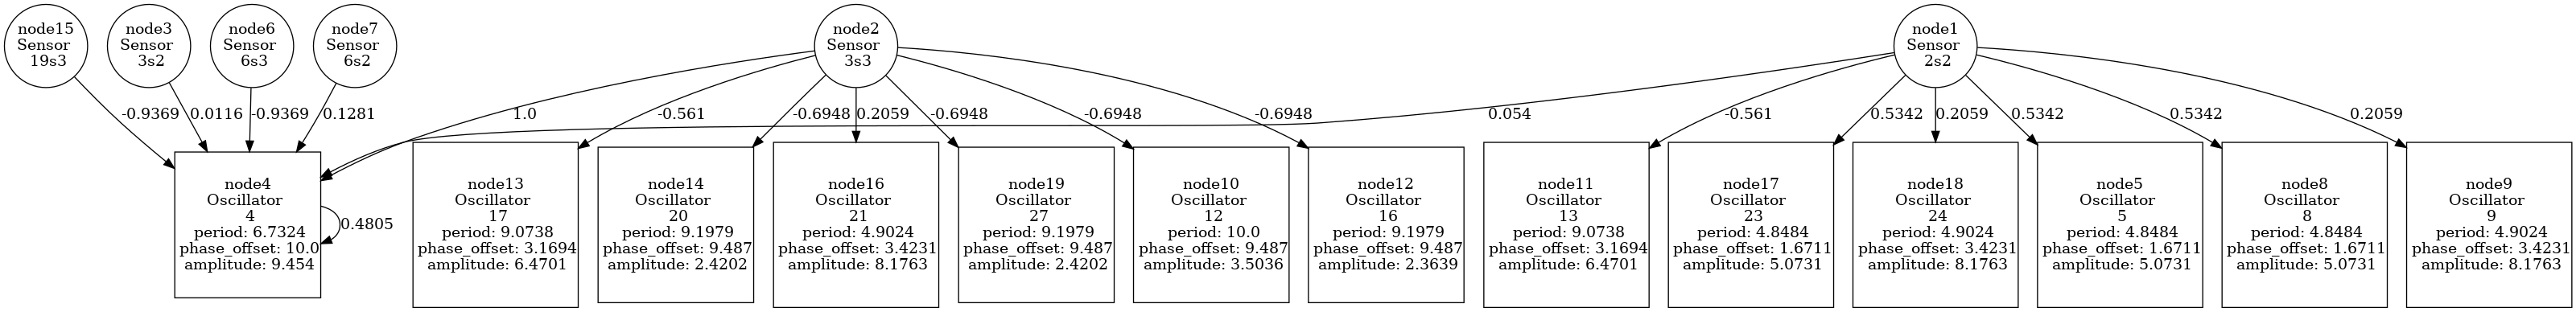 node15
Sensor
19s3
node3
Sensor
3s2
node6
Sensor
6s3
node7
Sensor
6s2
node2
Sensor
3s3
node1
Sensor
2s2
-0.9369
0.0116
-0.9369
0.1281
1.0
-0.561
-0.6948
0.2059
-0.6948
-0.6948
-0.6948
0.054
-0.561
0.5342
0.2059
0.5342
0.5342
0.2059
node4
Oscillator
4
period: 6.7324
phase_offset: 10.0
amplitude: 9.454
0.4805
node13
Oscillator
17
period: 9.0738
phase_offset: 3.1694
amplitude: 6.4701
node14
Oscillator
20
period: 9.1979
phase_offset: 9.487
amplitude: 2.4202
node16
Oscillator
21
period: 4.9024
phase_offset: 3.4231
amplitude: 8.1763
node19
Oscillator
27
period: 9.1979
phase_offset: 9.487
amplitude: 2.4202
node10
Oscillator
12
period: 10.0
phase_offset: 9.487
amplitude: 3.5036
node12
Oscillator
16
period: 9.1979
phase_offset: 9.487
amplitude: 2.3639
node11
Oscillator
13
period: 9.0738
phase_offset: 3.1694
amplitude: 6.4701
node17
Oscillator
23
period: 4.8484
phase_offset: 1.6711
amplitude: 5.0731
node18
Oscillator
24
period: 4.9024
phase_offset: 3.4231
amplitude: 8.1763
node5
Oscillator
5
period: 4.8484
phase_offset: 1.6711
amplitude: 5.0731
node8
Oscillator
8
period: 4.8484
phase_offset: 1.6711
amplitude: 5.0731
node9
Oscillator
9
period: 4.9024
phase_offset: 3.4231
amplitude: 8.1763